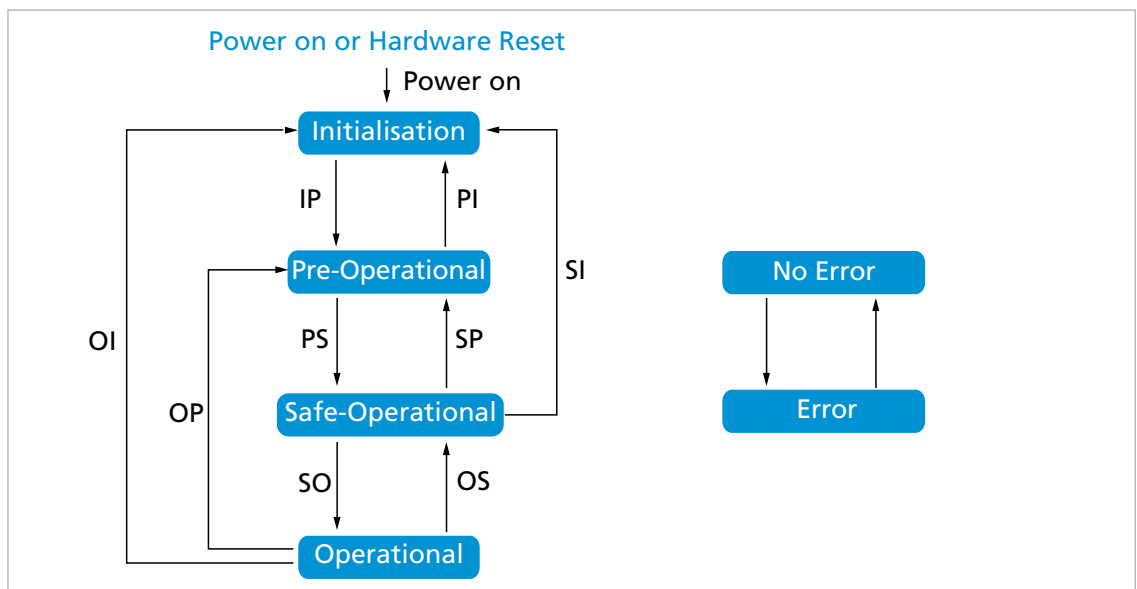 Power on or Hardware Reset
Power on
Initialisation
IP
PI
Pre-Operational
SI
No Error
OI
PS
SP
OP
Safe-Operational
Error
SO
OS
Operational